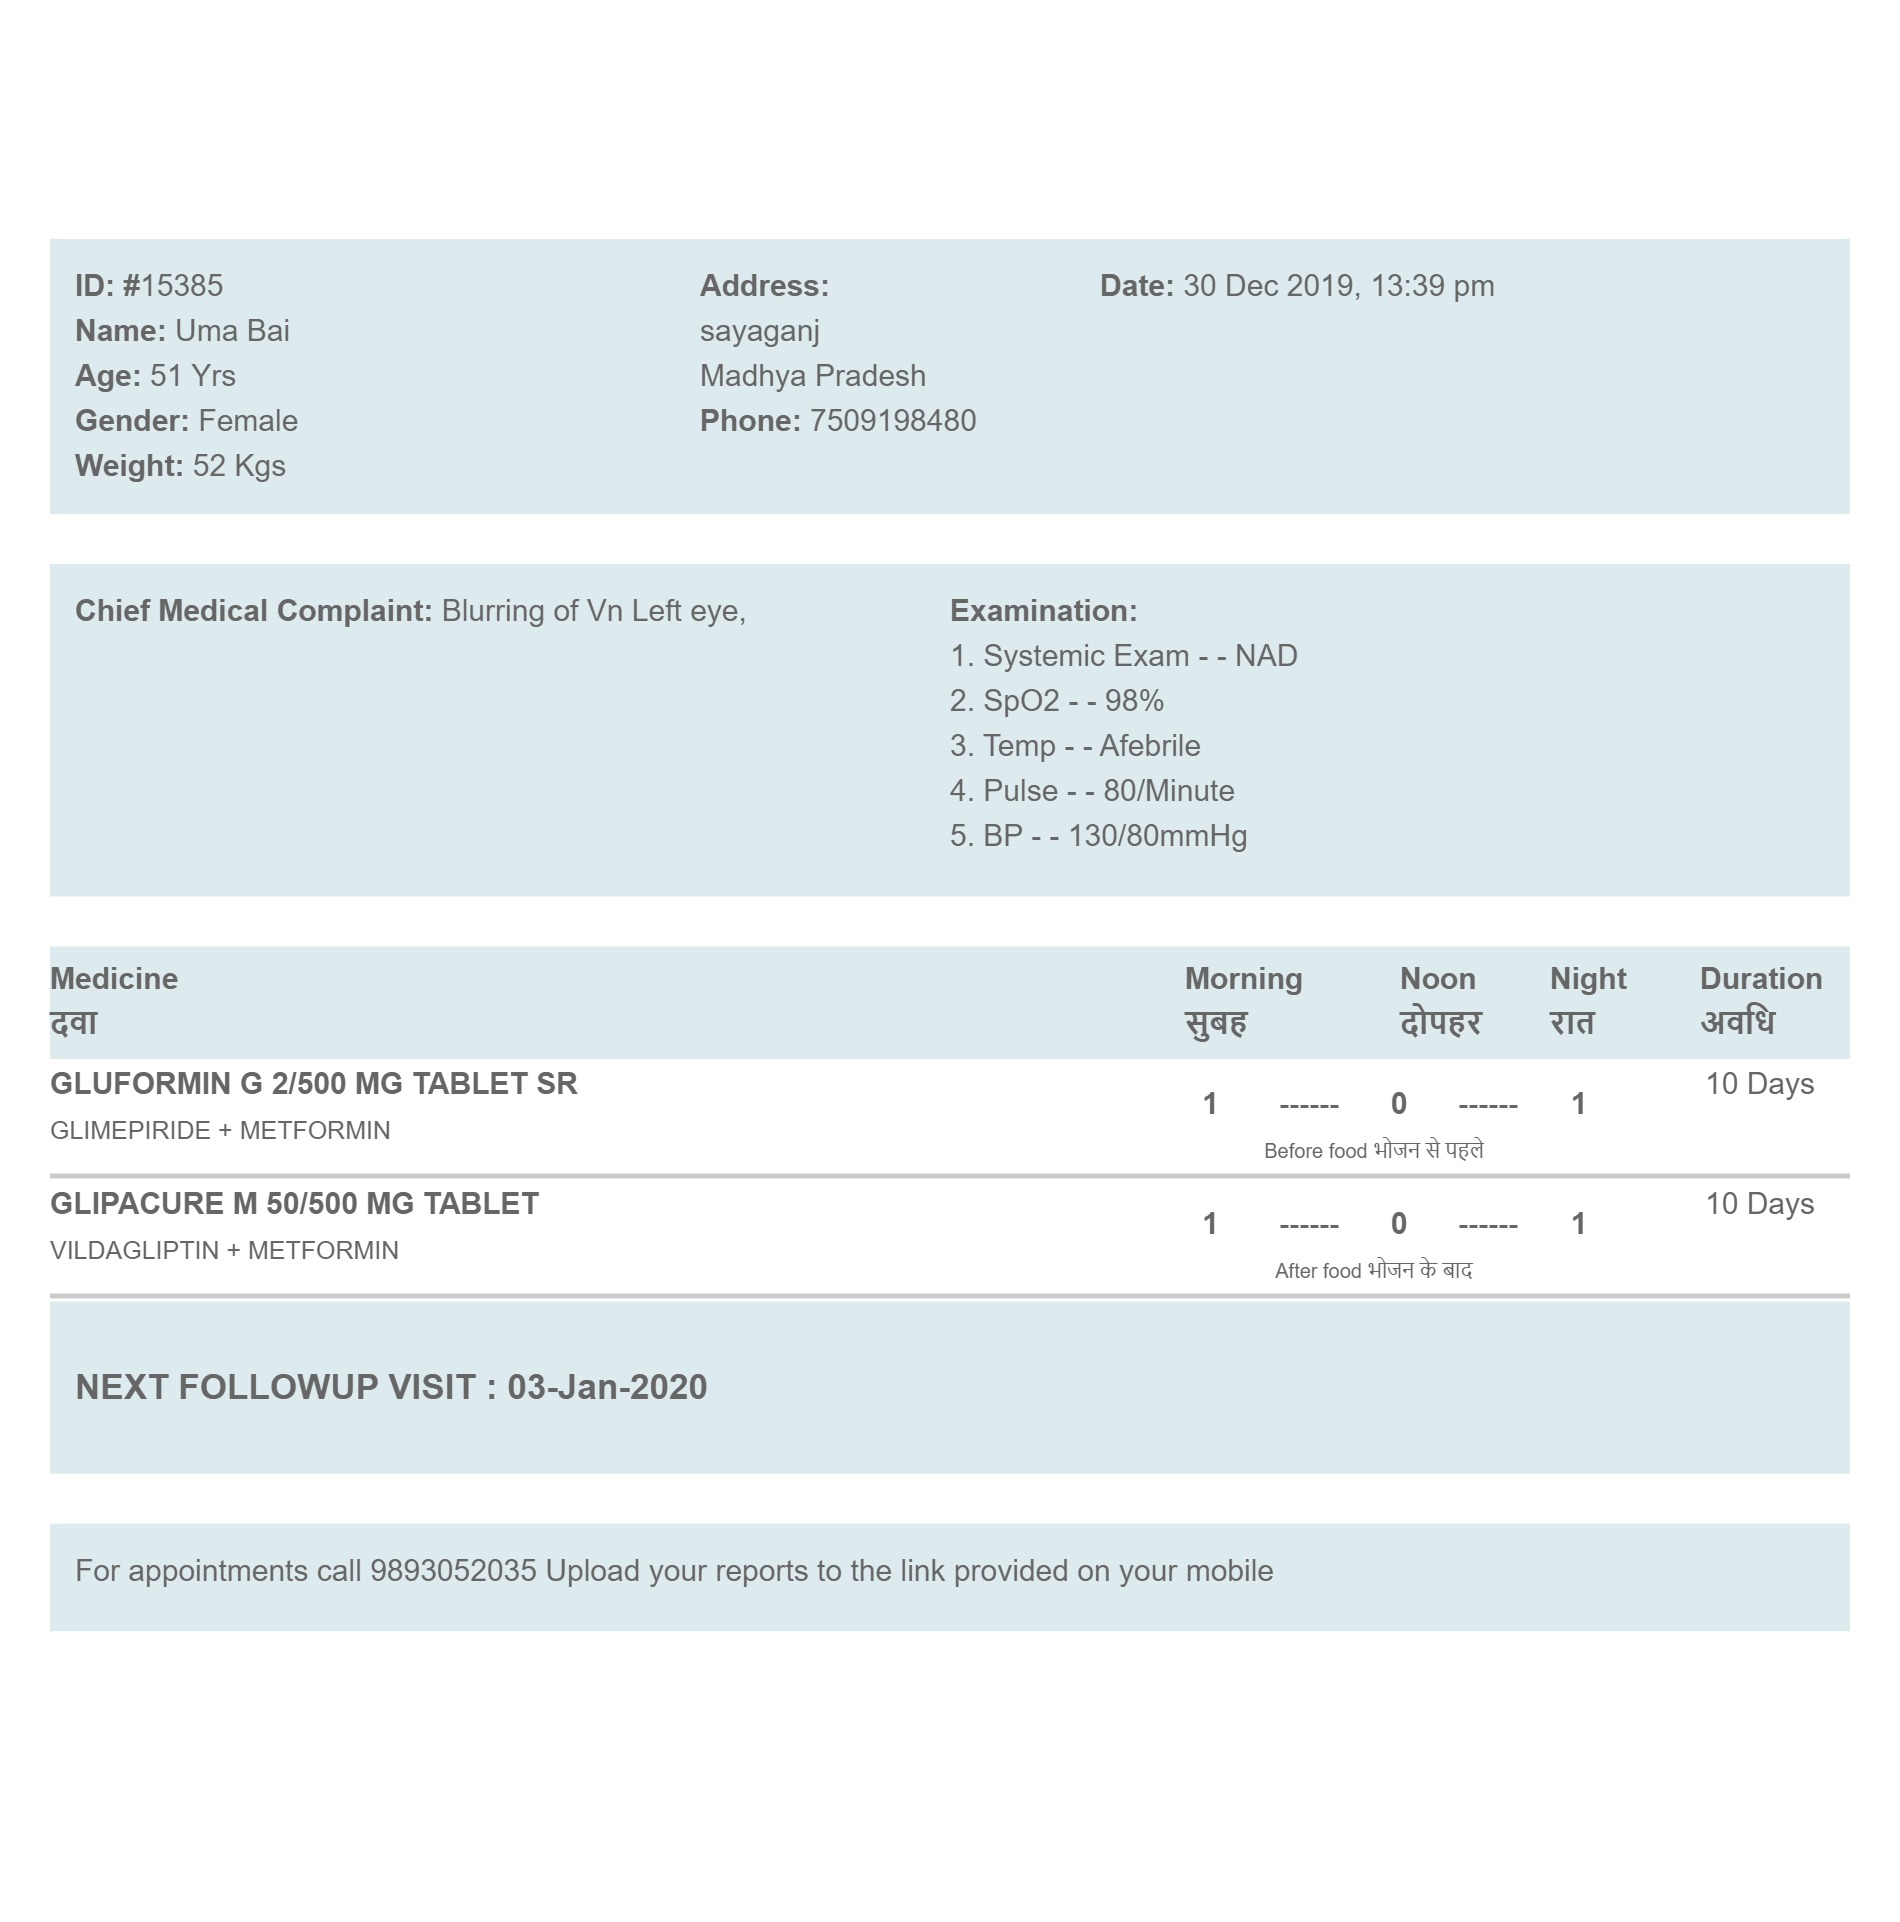 ID: #15385
Name: Uma Bai
Age: 51 Yrs
Gender: Female
Weight: 52 Kgs
Address:
sayaganj
Madhya Pradesh
Phone: 7509198480
Date: 30 Dec 2019, 13:39 pm
Chief Medical Complaint: Blurring of Vn Left eye,
Examination:
1. Systemic Exam - - NAD
2. SpO2 - - 98%
3. Temp - - Afebrile
4. Pulse - - 80/Minute
5. BP - - 130/80mmHg
Medicine Morning Noon Night Duration
दवा सुबह दोपहर रात अवधि
GLUFORMIN G 2/500 MG TABLET SR 1 ------ 0 ------ 1 10 Days
GLIMEPIRIDE + METFORMIN Before food भोजन से पहले
GLIPACURE M 50/500 MG TABLET 1 ------ 0 ------ 1 10 Days
VILDAGLIPTIN + METFORMIN After food भोजन के बाद
NEXT FOLLOWUP VISIT : 03-Jan-2020
For appointments call 9893052035 Upload your reports to the link provided on your mobile